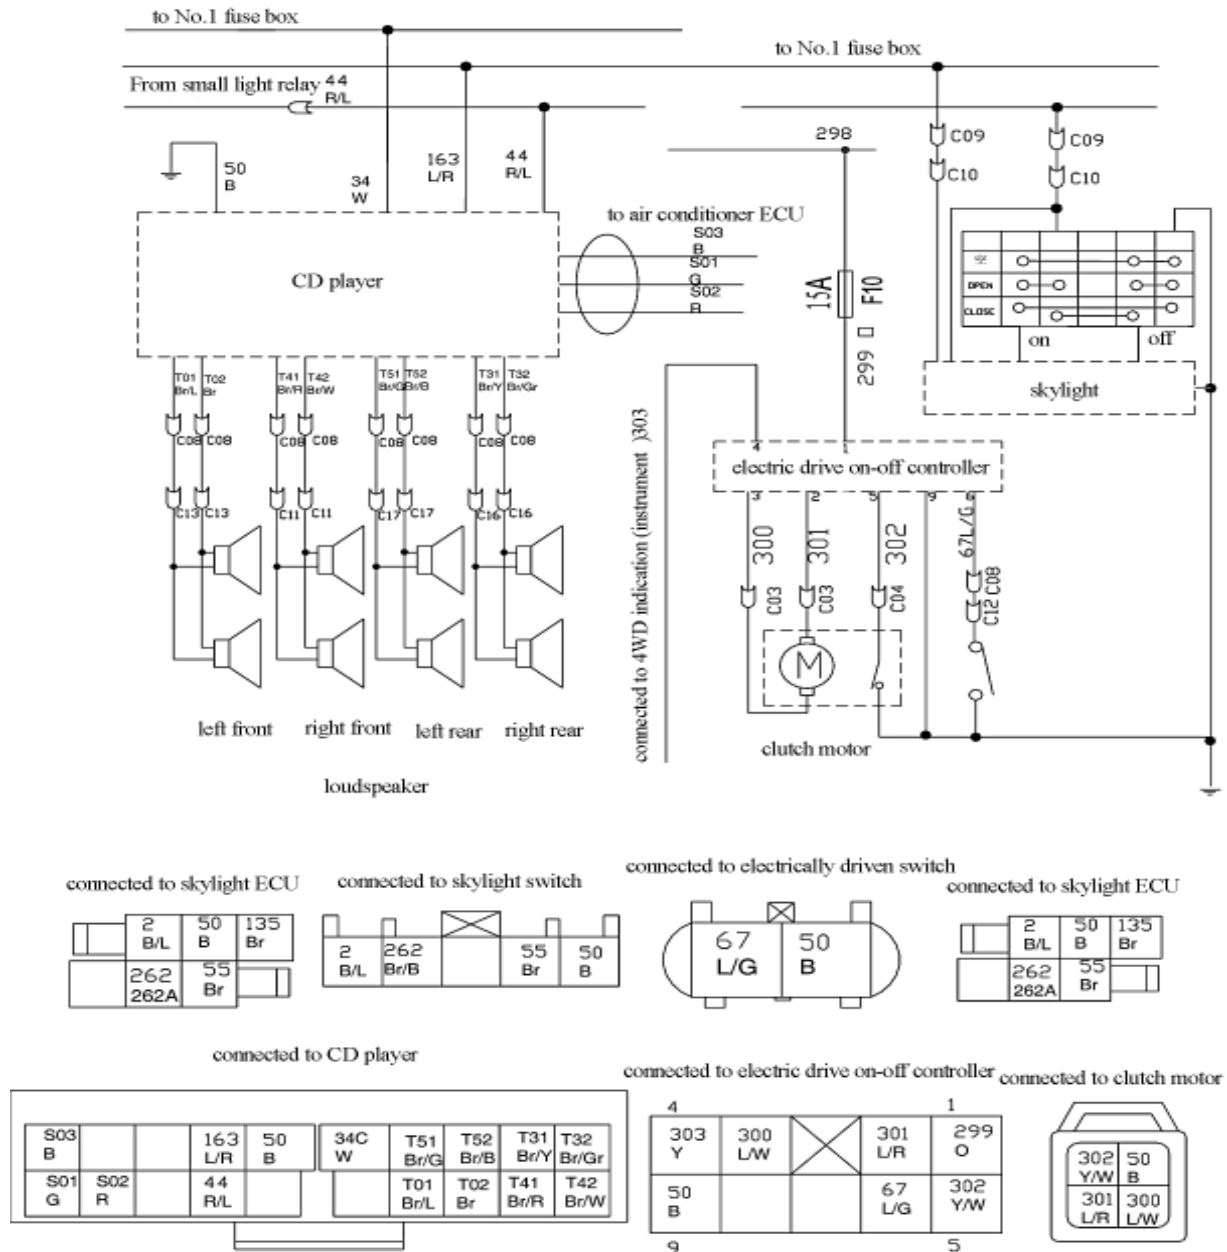 to No.1 fuse box
to No.1 fuse box
From small light relay 44
R/L
298
C09
C09
C10
C10
50
B
34
W
163
L/R
44
R/L
to air conditioner ECU
S03
B
S01
G
S02
R
CD player
15A
F10
299
OPEN
CLOSE
on
off
skylight
T01
Br/L
T02
Br
T41
Br/R
T42
Br/W
T51
Br/G
T52
Br/B
T31
Br/Y
T32
Br/Gr
C08
C08
C08
C08
C08
C08
C08
C08
C13
C13
C11
C11
C17
C17
C16
C16
connected to 4WD indication (instrument )303
4
1
electric drive on-off controller
3
2
5
9
6
300
301
302
67L/G
C03
C03
C04
C08
C12
M
clutch motor
left front
right front
left rear
right rear
loudspeaker
connected to skylight ECU
2
B/L
50
B
135
Br
262
262A
55
Br
connected to skylight switch
2
B/L
262
Br/B
55
Br
50
B
connected to electrically driven switch
67
L/G
50
B
connected to skylight ECU
2
B/L
50
B
135
Br
262
262A
55
Br
connected to CD player
S03
B
163
L/R
50
B
34C
W
T51
Br/G
T52
Br/B
T31
Br/Y
T32
Br/Gr
S01
G
S02
R
44
R/L
T01
Br/L
T02
Br
T41
Br/R
T42
Br/W
connected to electric drive on-off controller
4
1
303
Y
300
L/W
301
L/R
299
O
50
B
67
L/G
302
Y/W
9
5
connected to clutch motor
302
Y/W
50
B
301
L/R
300
L/W